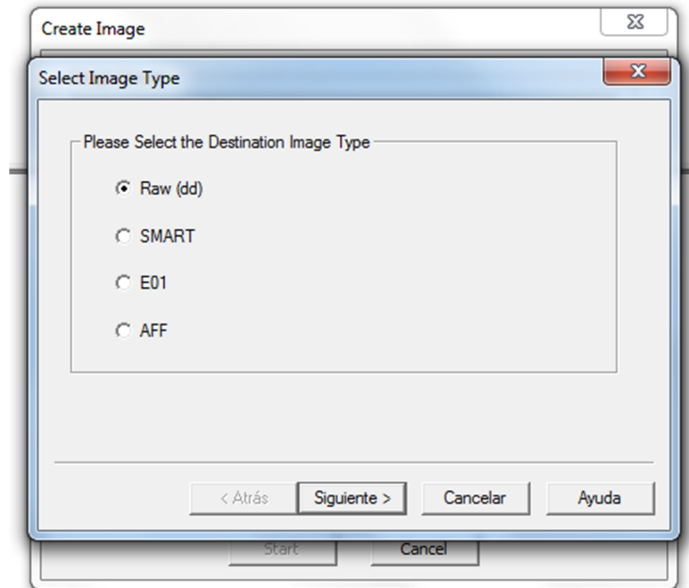 Create Image
Select Image Type
Please Select the Destination Image Type
Raw (dd)
SMART
E01
AFF
< Atrás Siguiente > Cancelar Ayuda
Start Cancel